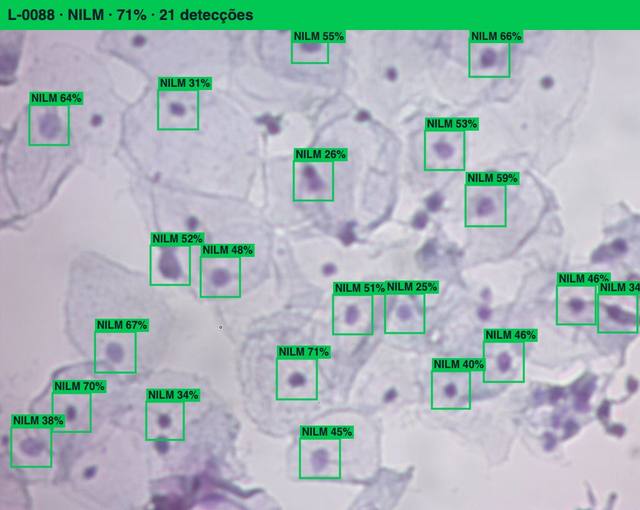 L-0088 · NILM · 71% · 21 detecções
NILM 55%
NILM 66%
NILM 31%
NILM 64%
NILM 53%
NILM 26%
NILM 59%
NILM 52%
NILM 48%
NILM 46%
NILM 34
NILM 51%
NILM 25%
NILM 67%
NILM 46%
NILM 71%
NILM 40%
NILM 70%
NILM 34%
NILM 38%
NILM 45%